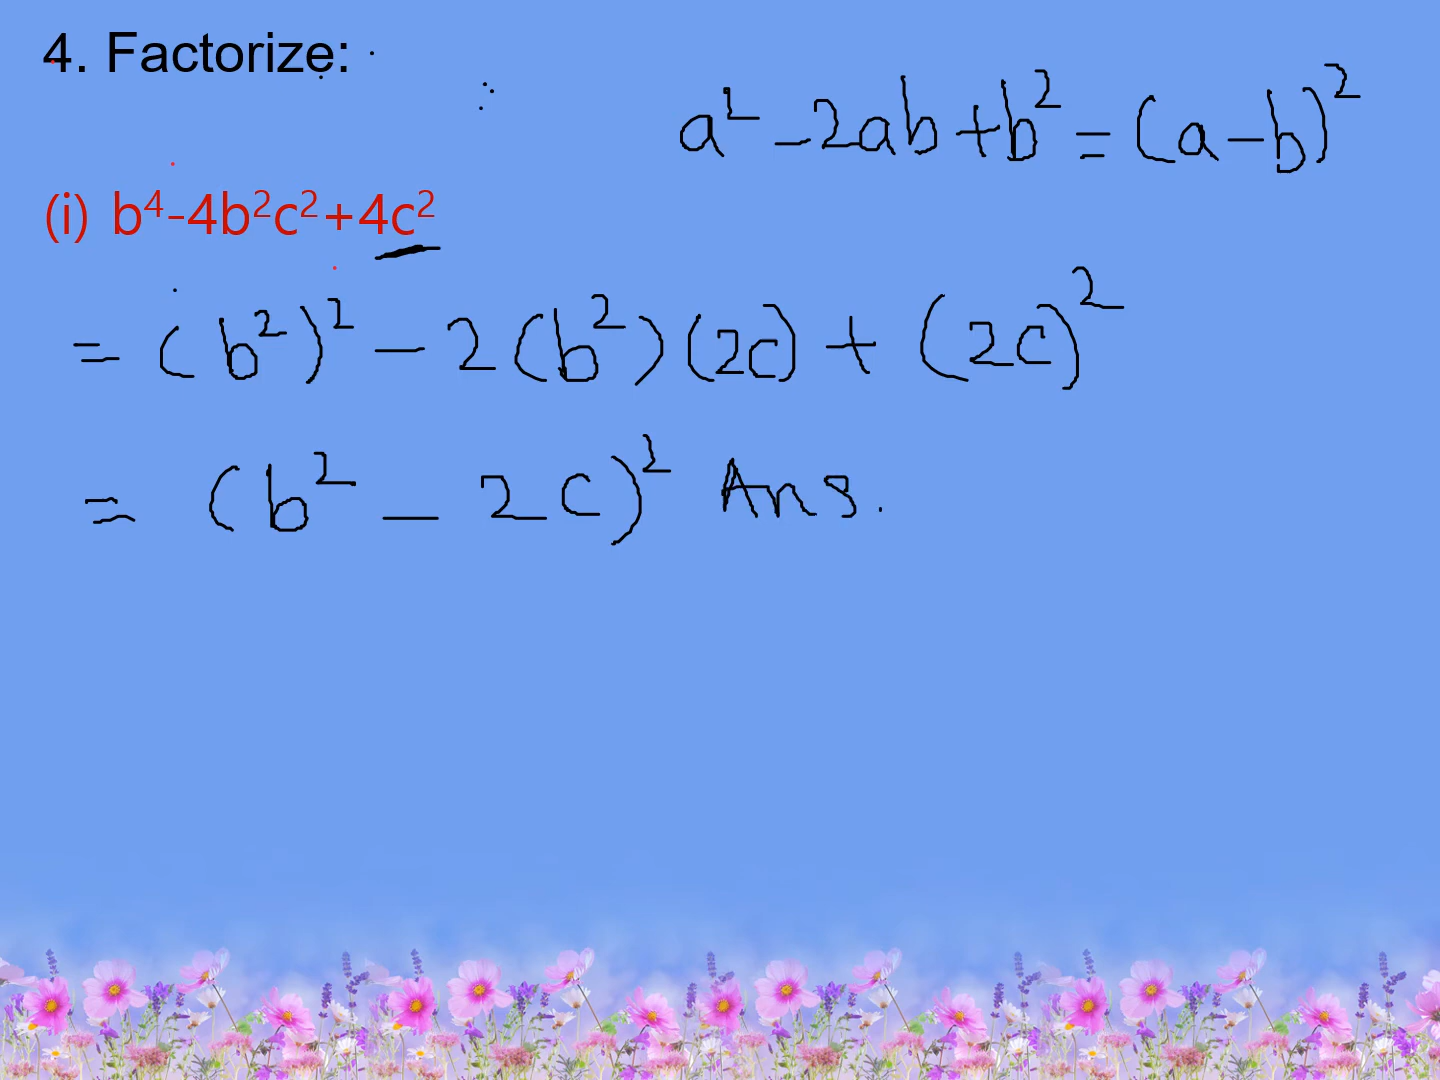 4. Factorize:
a² - 2ab + b² = (a - b)²
(i) b⁴-4b²c²+4c²
= (b²)² - 2(b²)(2c) + (2c)²
= (b² - 2c)² Ans.